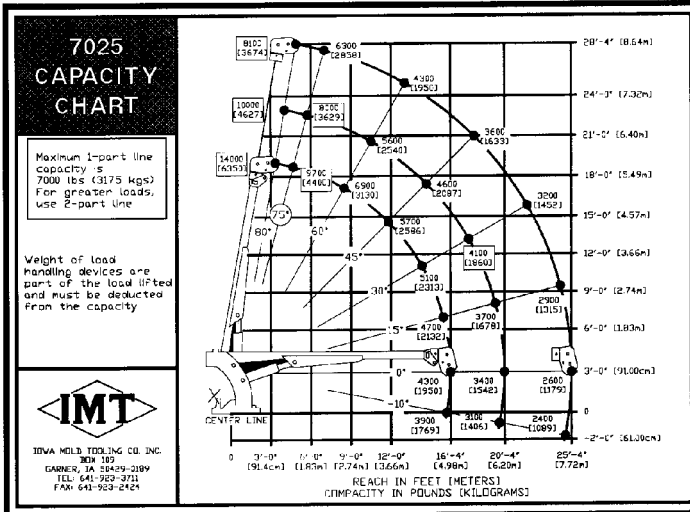 7025
CAPACITY
CHART
Maximum 1-part line
capacity is
7000 lbs (3175 kgs)
For greater loads,
use 2-part line
Weight of load
handling devices are
part of the load lifted
and must be deducted
from the capacity
IMT
IOWA MOLD TOOLING CO. INC.
BOX 189
GARNER, IA 50439-0189
TEL: 641-923-3711
FAX: 641-923-2424
8100
[3674]
6300
[2858]
4300
[1950]
3600
[1633]
3200
[1452]
2900
[1315]
2600
[1179]
2400
[1089]
10000
[4627]
8000
[3629]
5600
[2540]
4600
[2087]
4100
[1860]
3700
[1678]
3400
[1542]
3100
[1406]
14000
[6350]
9700
[4400]
6900
[3130]
5700
[2586]
5100
[2313]
4700
[2132]
4300
[1950]
3900
[1769]
80°
75°
60°
45°
30°
15°
0°
-10°
CENTER LINE
28'-4" [8.64m]
24'-0" [7.32m]
21'-0" [6.40m]
18'-0" [5.49m]
15'-0" [4.57m]
12'-0" [3.66m]
9'-0" [2.74m]
6'-0" [1.83m]
3'-0" [91.00cm]
0
-2'-0" [61.00cm]
0 3'-0" 6'-0" 9'-0" 12'-0" 16'-4" 20'-4" 25'-4"
[91.4cm] [1.83m] [2.74m] [3.66m] [4.98m] [6.20m] [7.72m]
REACH IN FEET [METERS]
COMPACITY IN POUNDS [KILOGRAMS]